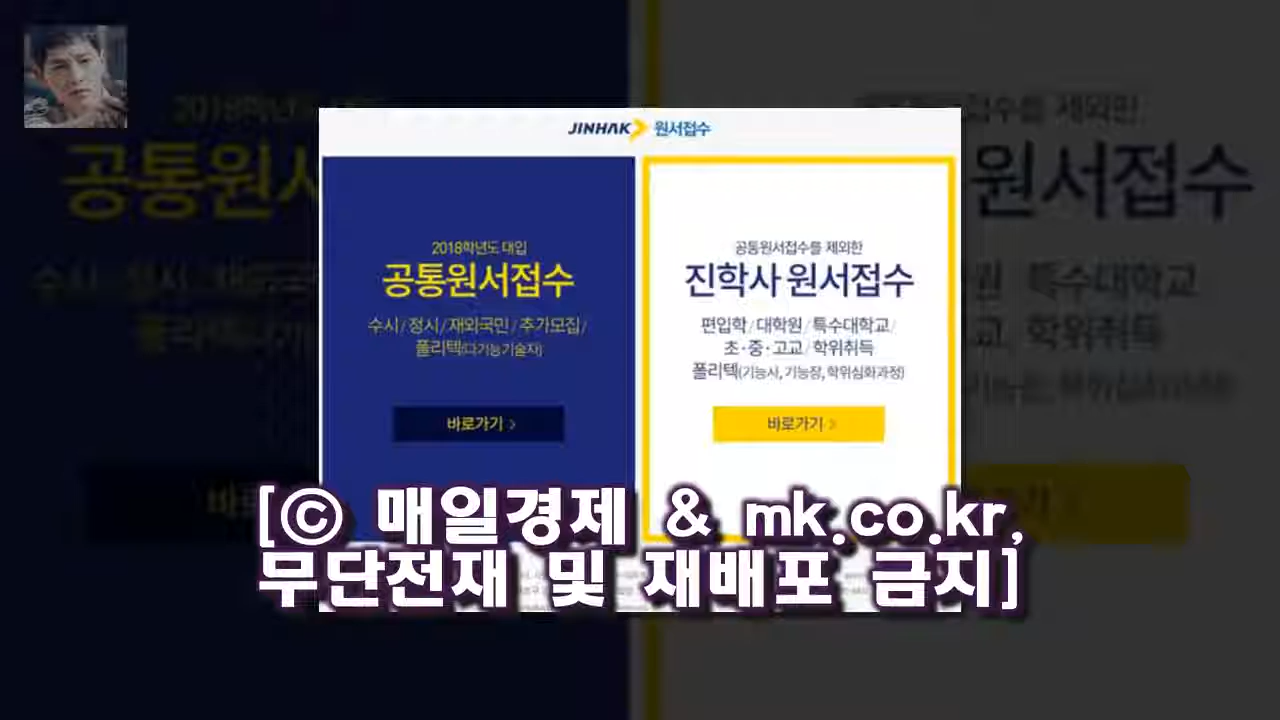 JINHAK 원서접수
2018학년도 대입
공통원서접수
수시/정시/재외국민/추가모집/
폴리텍(다기능기술자)
바로가기 >
공통원서접수를 제외한
진학사 원서접수
편입학/대학원/특수대학교/
초·중·고교/학위취득
폴리텍(기능사, 기능장, 학위심화과정)
바로가기 >
[ⓒ 매일경제 & mk.co.kr,
무단전재 및 재배포 금지]